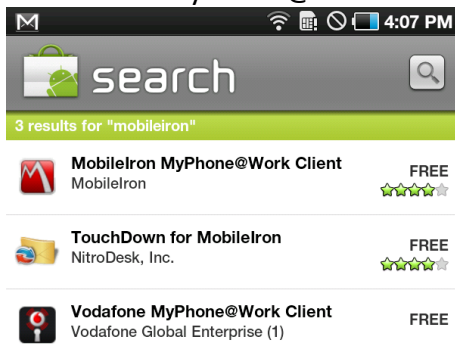 4:07 PM
search
3 results for "mobileiron"
MobileIron MyPhone@Work Client
MobileIron
FREE
TouchDown for MobileIron
NitroDesk, Inc.
FREE
Vodafone MyPhone@Work Client
Vodafone Global Enterprise (1)
FREE